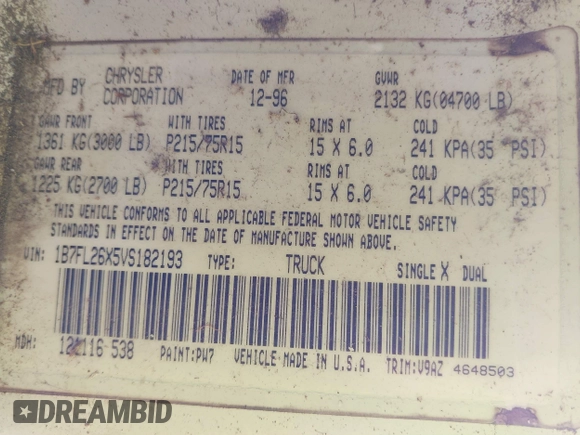 MFD BY CHRYSLER CORPORATION DATE OF MFR 12-96 GVWR 2132 KG(04700 LB)
GAWR FRONT WITH TIRES RIMS AT COLD
1361 KG(3000 LB) P215/75R15 15 X 6.0 241 KPA(35 PSI)
GAWR REAR WITH TIRES RIMS AT COLD
1225 KG(2700 LB) P215/75R15 15 X 6.0 241 KPA(35 PSI)
THIS VEHICLE CONFORMS TO ALL APPLICABLE FEDERAL MOTOR VEHICLE SAFETY
STANDARDS IN EFFECT ON THE DATE OF MANUFACTURE SHOWN ABOVE.
VIN: 1B7FL26X5VS182193 TYPE: TRUCK SINGLE X DUAL
MDH: 538 PAINT:PW7 VEHICLE MADE IN U.S.A. TRIM:V9AZ 4648503
DREAMBID